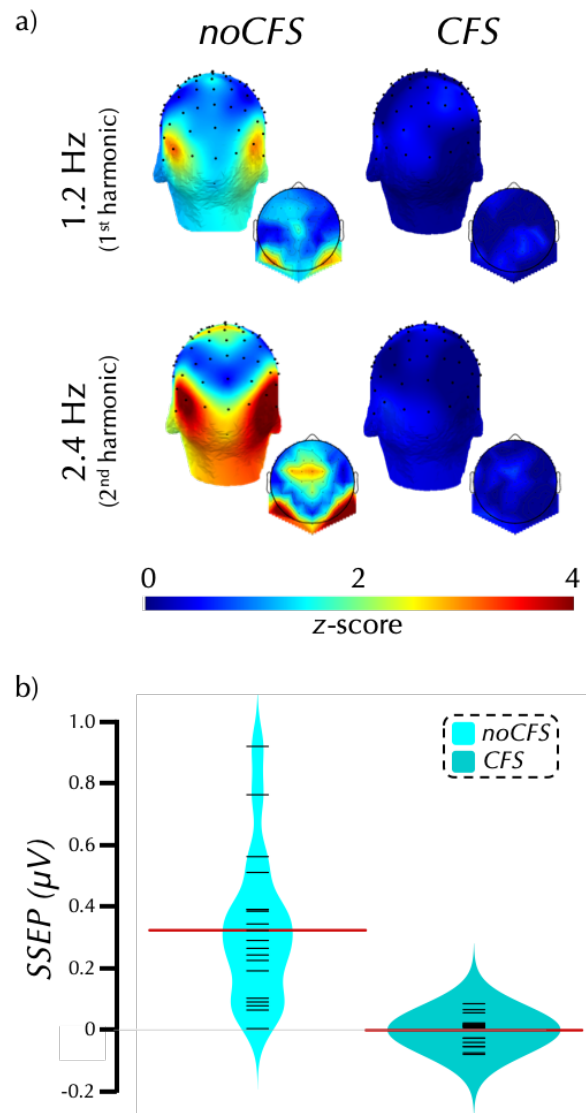 a)
noCFS CFS
1.2 Hz
(1st harmonic)
2.4 Hz
(2nd harmonic)
0 2 4
z-score
b)
1.0
0.8
0.6
0.4
0.2
0
-0.2
SSEP (µV)
noCFS
CFS